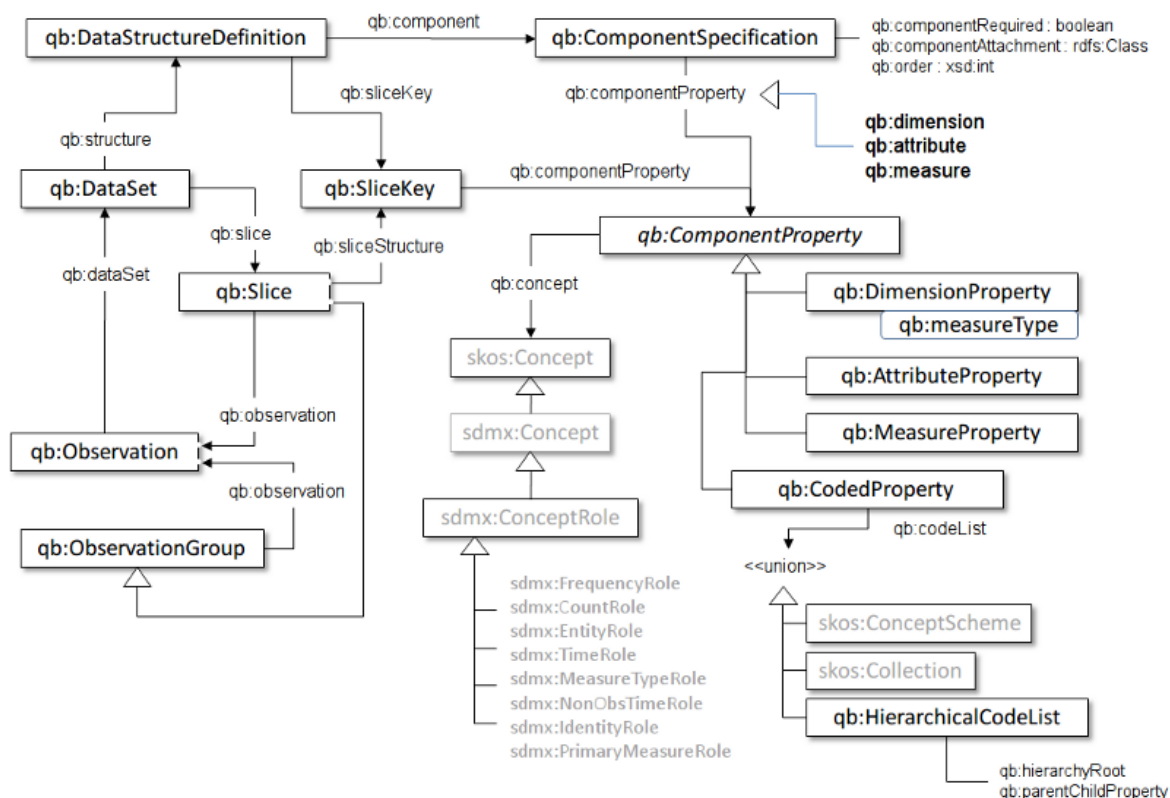 qb:DataStructureDefinition
qb:component
qb:ComponentSpecification
qb:componentRequired : boolean
qb:componentAttachment : rdfs:Class
qb:order : xsd:int
qb:sliceKey
qb:componentProperty
qb:dimension
qb:attribute
qb:measure
qb:structure
qb:DataSet
qb:SliceKey
qb:componentProperty
qb:slice
qb:sliceStructure
qb:ComponentProperty
qb:dataSet
qb:Slice
qb:concept
qb:DimensionProperty
qb:measureType
skos:Concept
qb:AttributeProperty
qb:observation
sdmx:Concept
qb:MeasureProperty
qb:Observation
qb:observation
qb:CodedProperty
sdmx:ConceptRole
qb:codeList
qb:ObservationGroup
<<union>>
sdmx:FrequencyRole
sdmx:CountRole
sdmx:EntityRole
sdmx:TimeRole
sdmx:MeasureTypeRole
sdmx:NonObsTimeRole
sdmx:IdentityRole
sdmx:PrimaryMeasureRole
skos:ConceptScheme
skos:Collection
qb:HierarchicalCodeList
qb:hierarchyRoot
qb:parentChildProperty